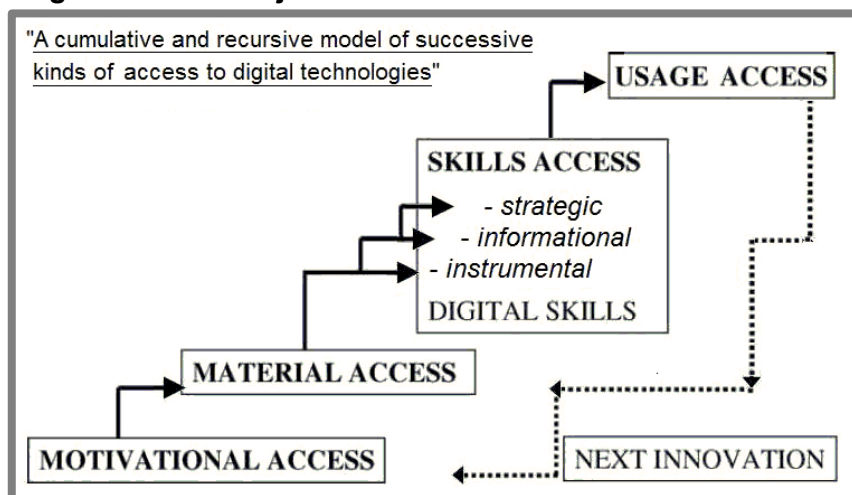 "A cumulative and recursive model of successive
kinds of access to digital technologies"
USAGE ACCESS
SKILLS ACCESS
- strategic
- informational
- instrumental
DIGITAL SKILLS
MATERIAL ACCESS
MOTIVATIONAL ACCESS
NEXT INNOVATION